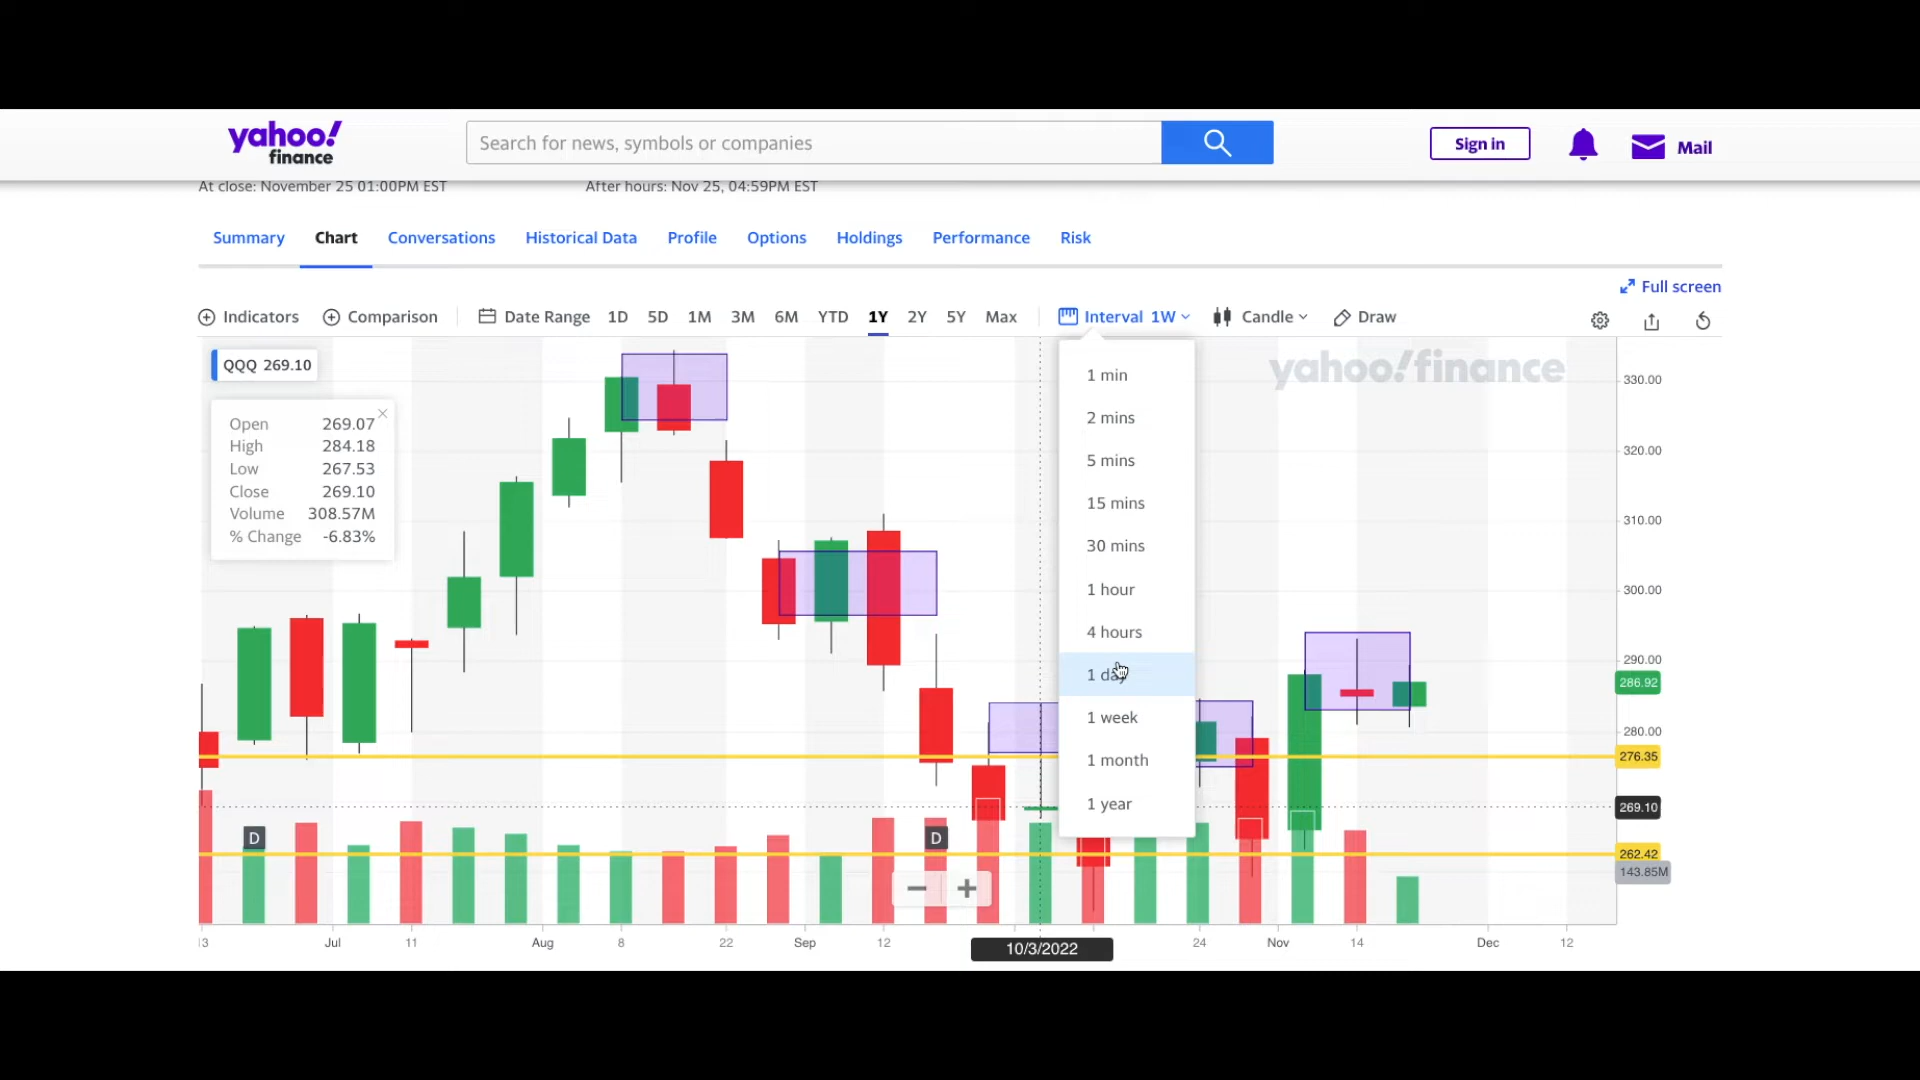 yahoo!
finance
Search for news, symbols or companies
Sign in
Mail
At close: November 25 01:00PM EST
After hours: Nov 25, 04:59PM EST
Summary Chart Conversations Historical Data Profile Options Holdings Performance Risk
Full screen
Indicators Comparison Date Range 1D 5D 1M 3M 6M YTD 1Y 2Y 5Y Max Interval 1W Candle Draw
QQQ 269.10
yahoo!finance
Open 269.07
High 284.18
Low 267.53
Close 269.10
Volume 308.57M
% Change -6.83%
1 min
2 mins
5 mins
15 mins
30 mins
1 hour
4 hours
1 day
1 week
1 month
1 year
330.00
320.00
310.00
300.00
290.00
286.92
280.00
276.35
269.10
262.42
143.85M
D
D
13 Jul 11 Aug 8 22 Sep 12 24 Nov 14 Dec 12
10/3/2022